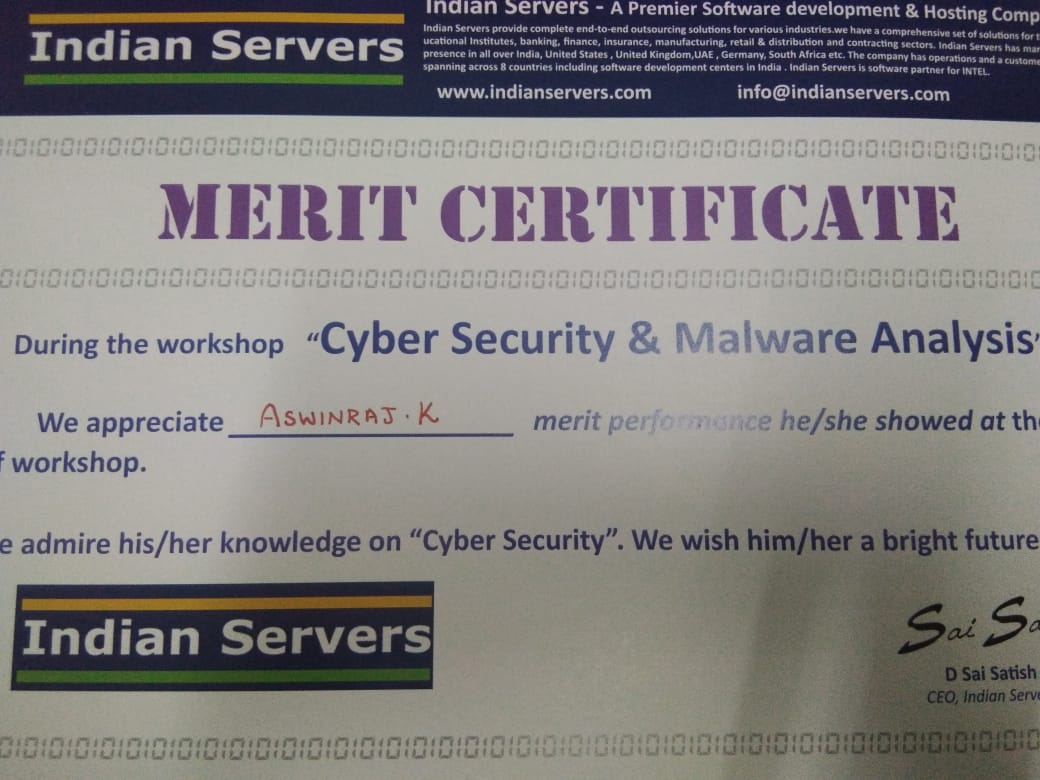 Indian Servers
Indian Servers - A Premier Software development & Hosting Comp
Indian Servers provide complete end-to-end outsourcing solutions for various industries.we have a comprehensive set of solutions for
ucational Institutes, banking, finance, insurance, manufacturing, retail & distribution and contracting sectors. Indian Servers has mar
presence in all over India, United States , United Kingdom,UAE , Germany, South Africa etc. The company has operations and a custome
spanning across 8 countries including software development centers in India . Indian Servers is software partner for INTEL.
www.indianservers.com info@indianservers.com
MERIT CERTIFICATE
During the workshop “Cyber Security & Malware Analysis”
We appreciate ASWINRAJ.K merit performance he/she showed at the
f workshop.
e admire his/her knowledge on “Cyber Security”. We wish him/her a bright future
Indian Servers
Sai Sa
D Sai Satish
CEO, Indian Serve